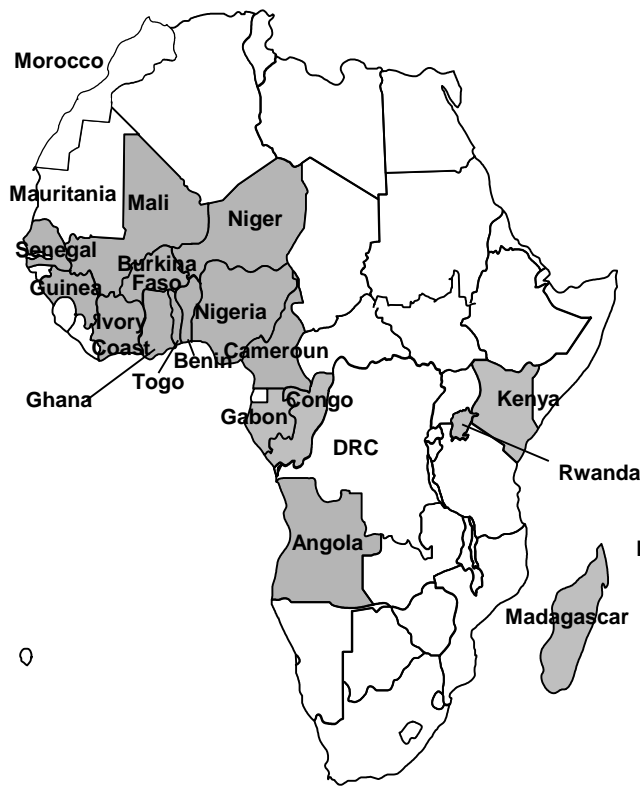 Morocco
Mauritania
Mali
Niger
Senegal
Burkina
Faso
Guinea
Ivory
Coast
Nigeria
Cameroun
Benin
Togo
Ghana
Congo
Gabon
Kenya
DRC
Rwanda
Angola
Madagascar